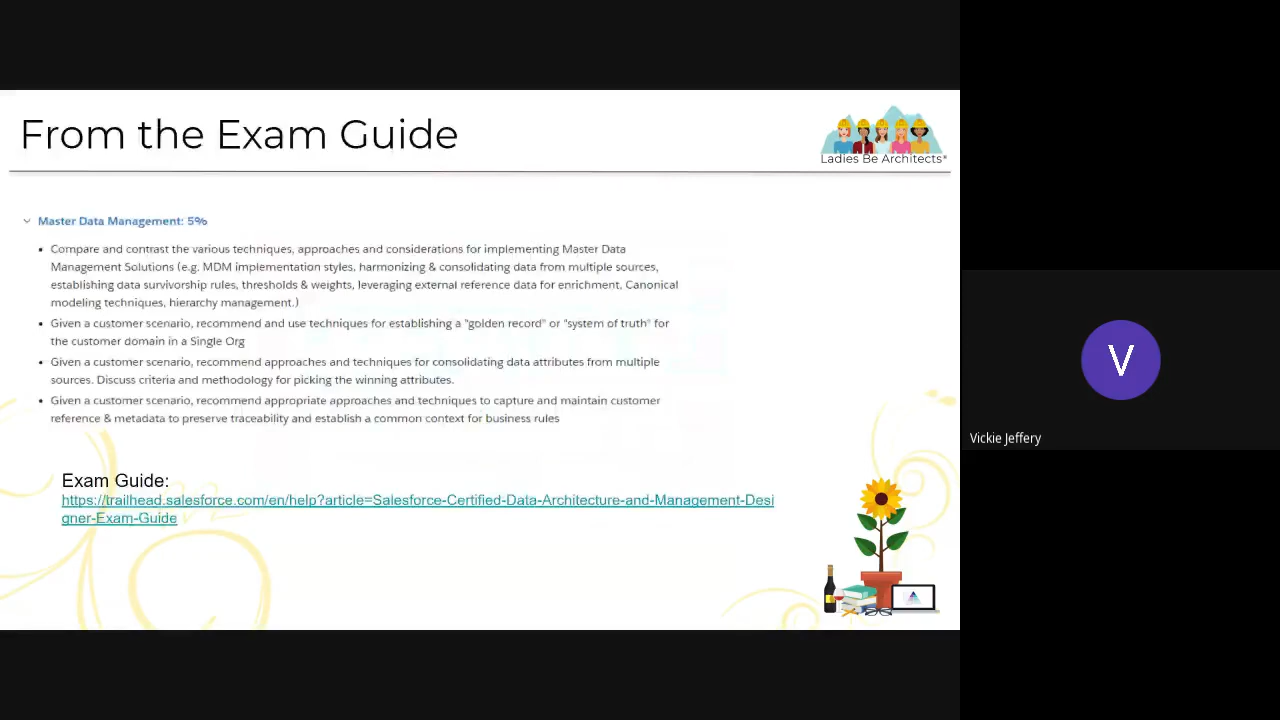 From the Exam Guide
Ladies Be Architects*
Master Data Management: 5%
• Compare and contrast the various techniques, approaches and considerations for implementing Master Data
Management Solutions (e.g. MDM implementation styles, harmonizing & consolidating data from multiple sources,
establishing data survivorship rules, thresholds & weights, leveraging external reference data for enrichment, Canonical
modeling techniques, hierarchy management.)
• Given a customer scenario, recommend and use techniques for establishing a "golden record" or "system of truth" for
the customer domain in a Single Org
• Given a customer scenario, recommend approaches and techniques for consolidating data attributes from multiple
sources. Discuss criteria and methodology for picking the winning attributes.
• Given a customer scenario, recommend appropriate approaches and techniques to capture and maintain customer
reference & metadata to preserve traceability and establish a common context for business rules
Exam Guide:
https://trailhead.salesforce.com/en/help?article=Salesforce-Certified-Data-Architecture-and-Management-Desi
gner-Exam-Guide
V
Vickie Jeffery